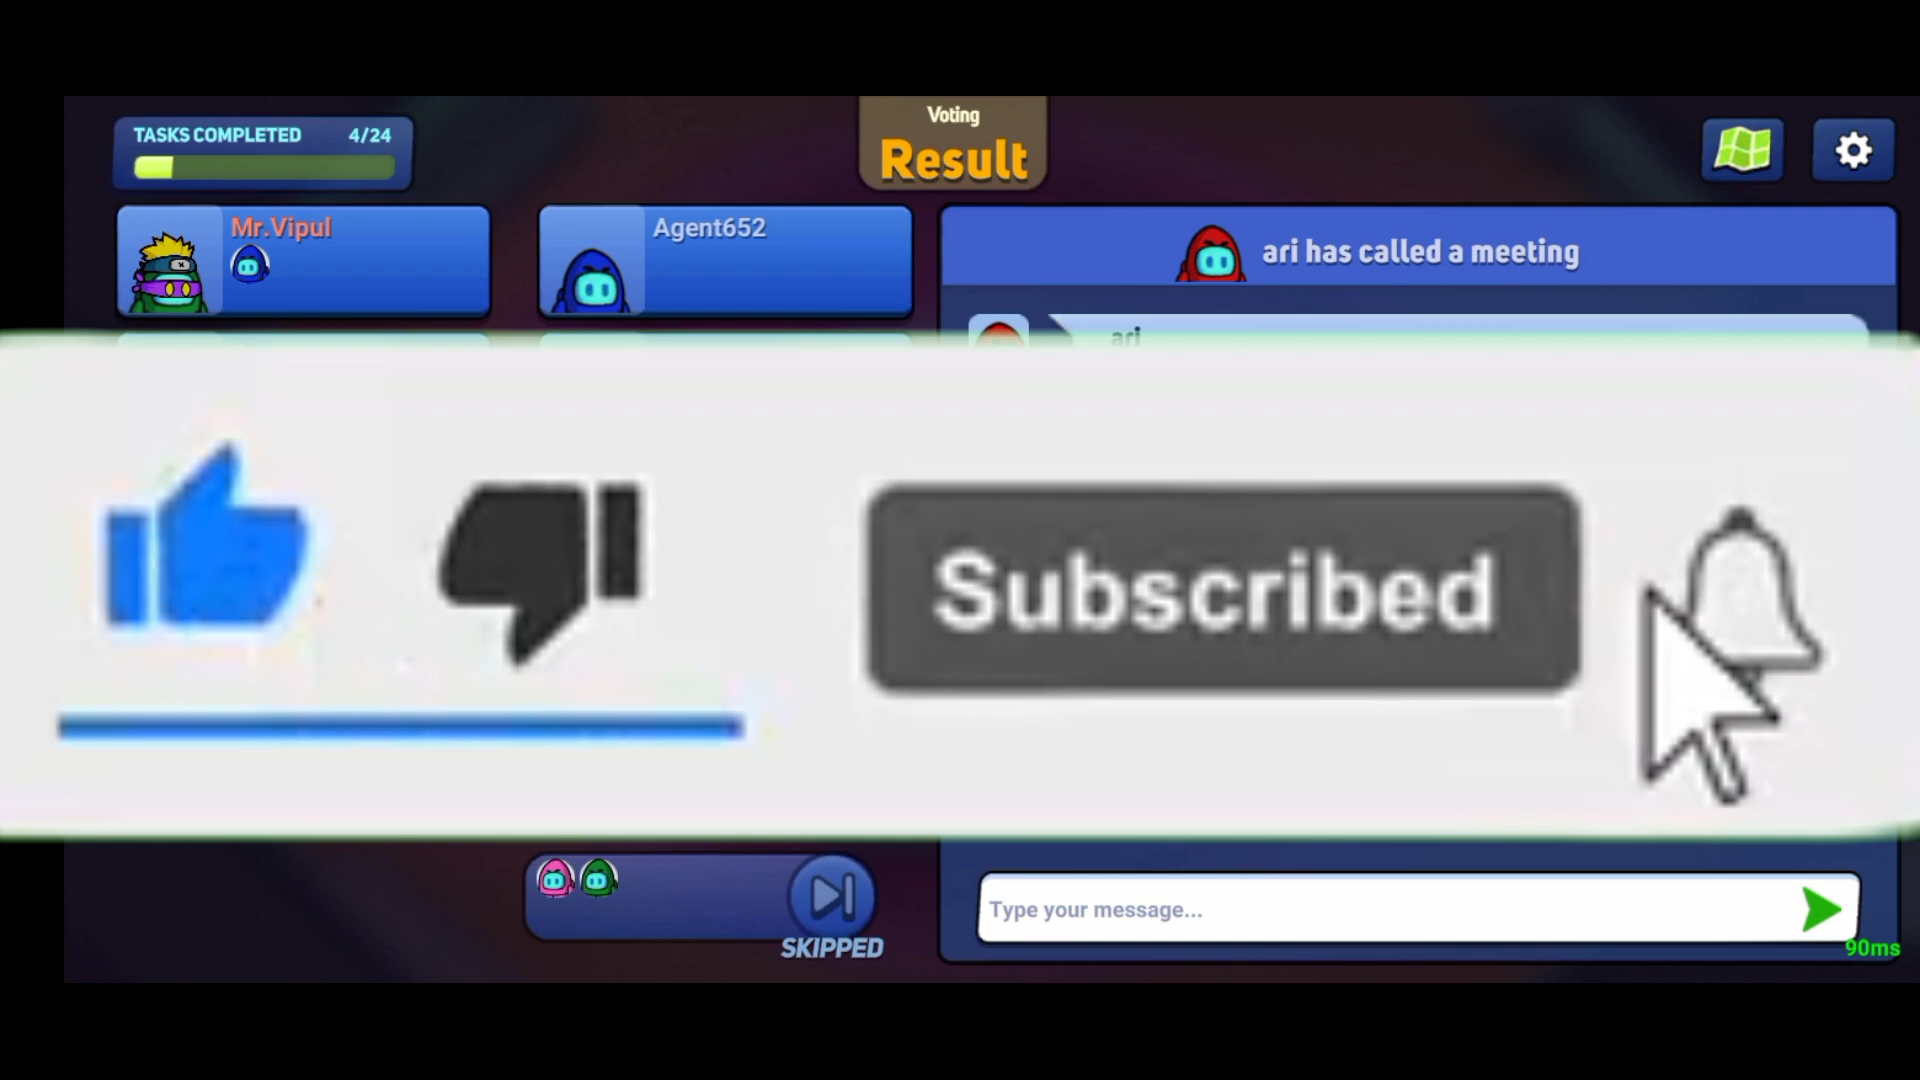 TASKS COMPLETED 4/24
Voting
Result
Mr.Vipul
Agent652
ari has called a meeting
ari
Subscribed
Type your message...
SKIPPED
90ms